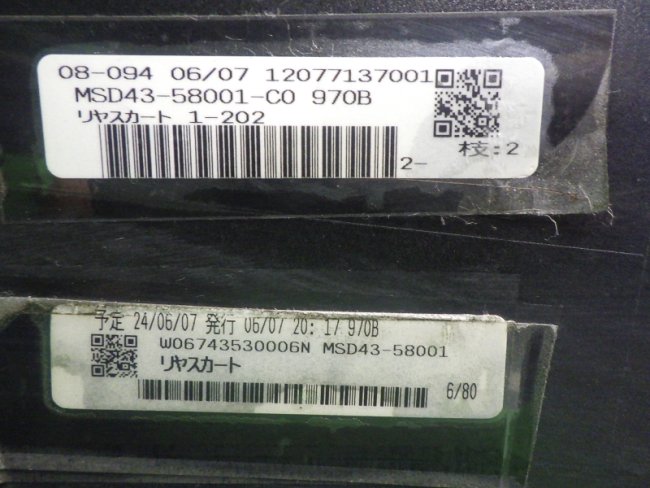 08-094 06/07 12077137001
MSD43-58001-C0 970B
リヤスカート 1-202
2-
枝:2
予定 24/06/07 発行 06/07 20:17 970B
W06743530006N MSD43-58001
リヤスカート
6/80